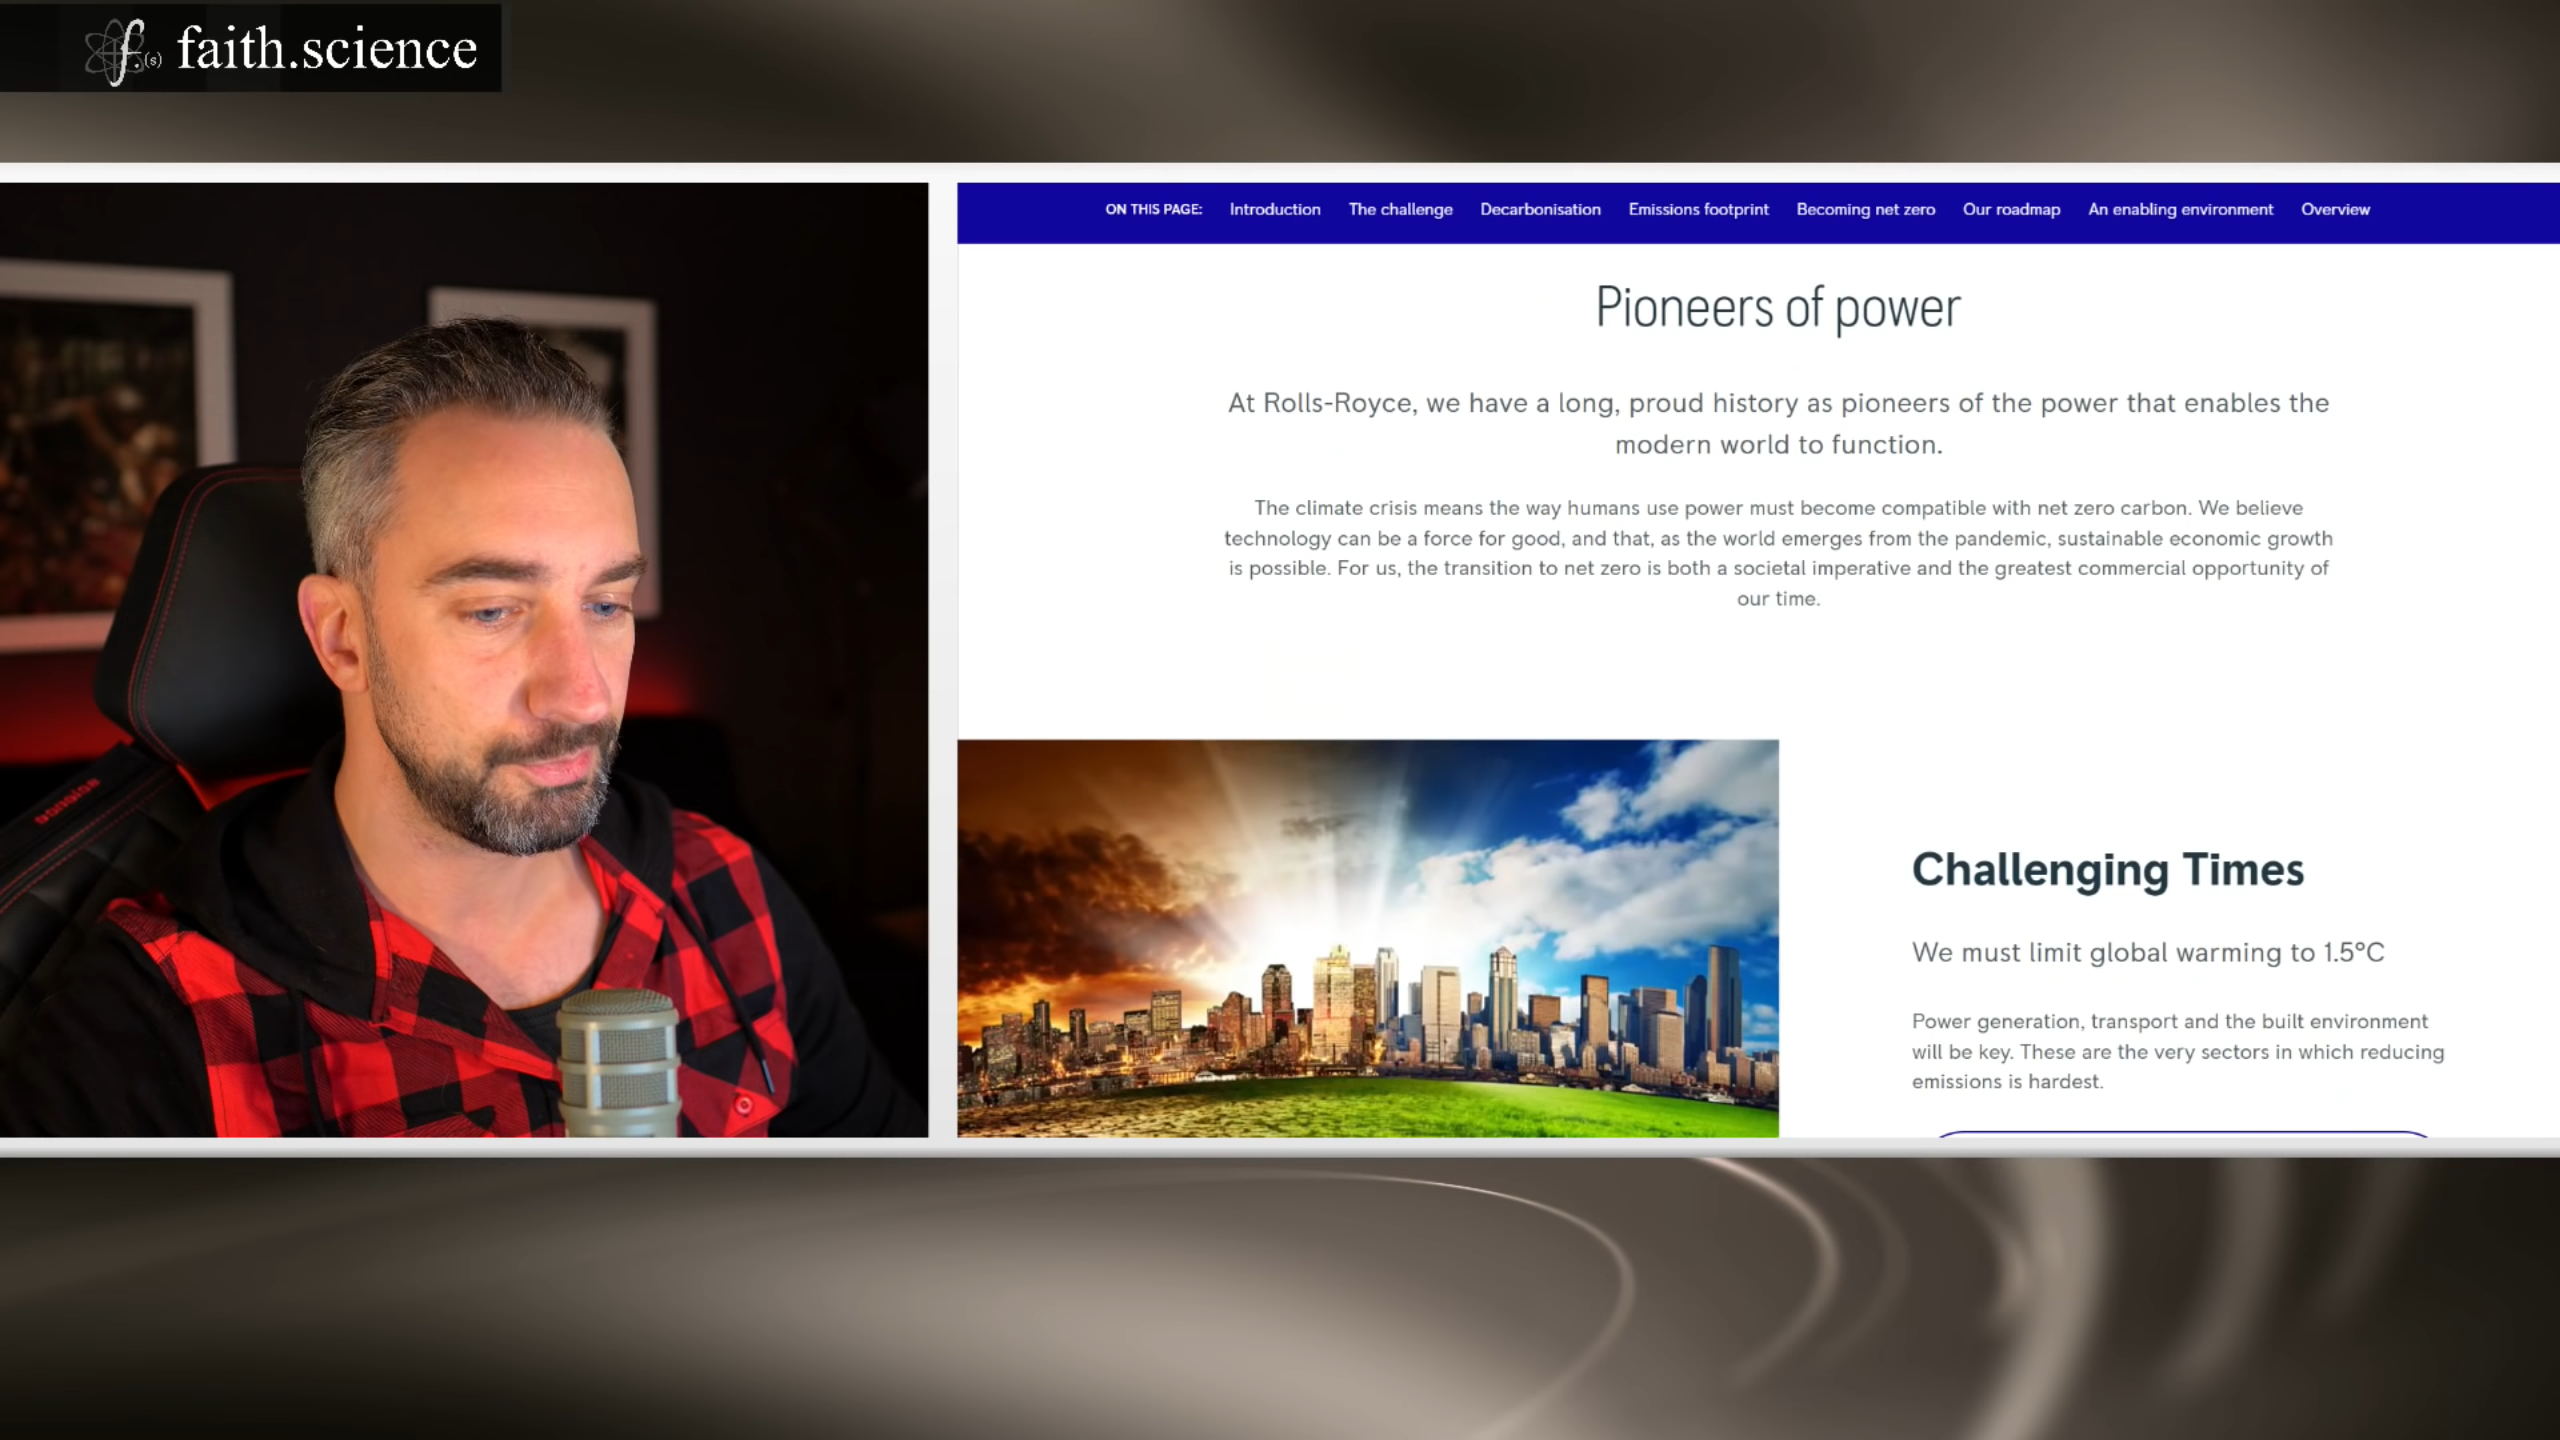 f(s) faith.science
ON THIS PAGE: Introduction The challenge Decarbonisation Emissions footprint Becoming net zero Our roadmap An enabling environment Overview
Pioneers of power
At Rolls-Royce, we have a long, proud history as pioneers of the power that enables the
modern world to function.
The climate crisis means the way humans use power must become compatible with net zero carbon. We believe
technology can be a force for good, and that, as the world emerges from the pandemic, sustainable economic growth
is possible. For us, the transition to net zero is both a societal imperative and the greatest commercial opportunity of
our time.
Challenging Times
We must limit global warming to 1.5°C
Power generation, transport and the built environment
will be key. These are the very sectors in which reducing
emissions is hardest.